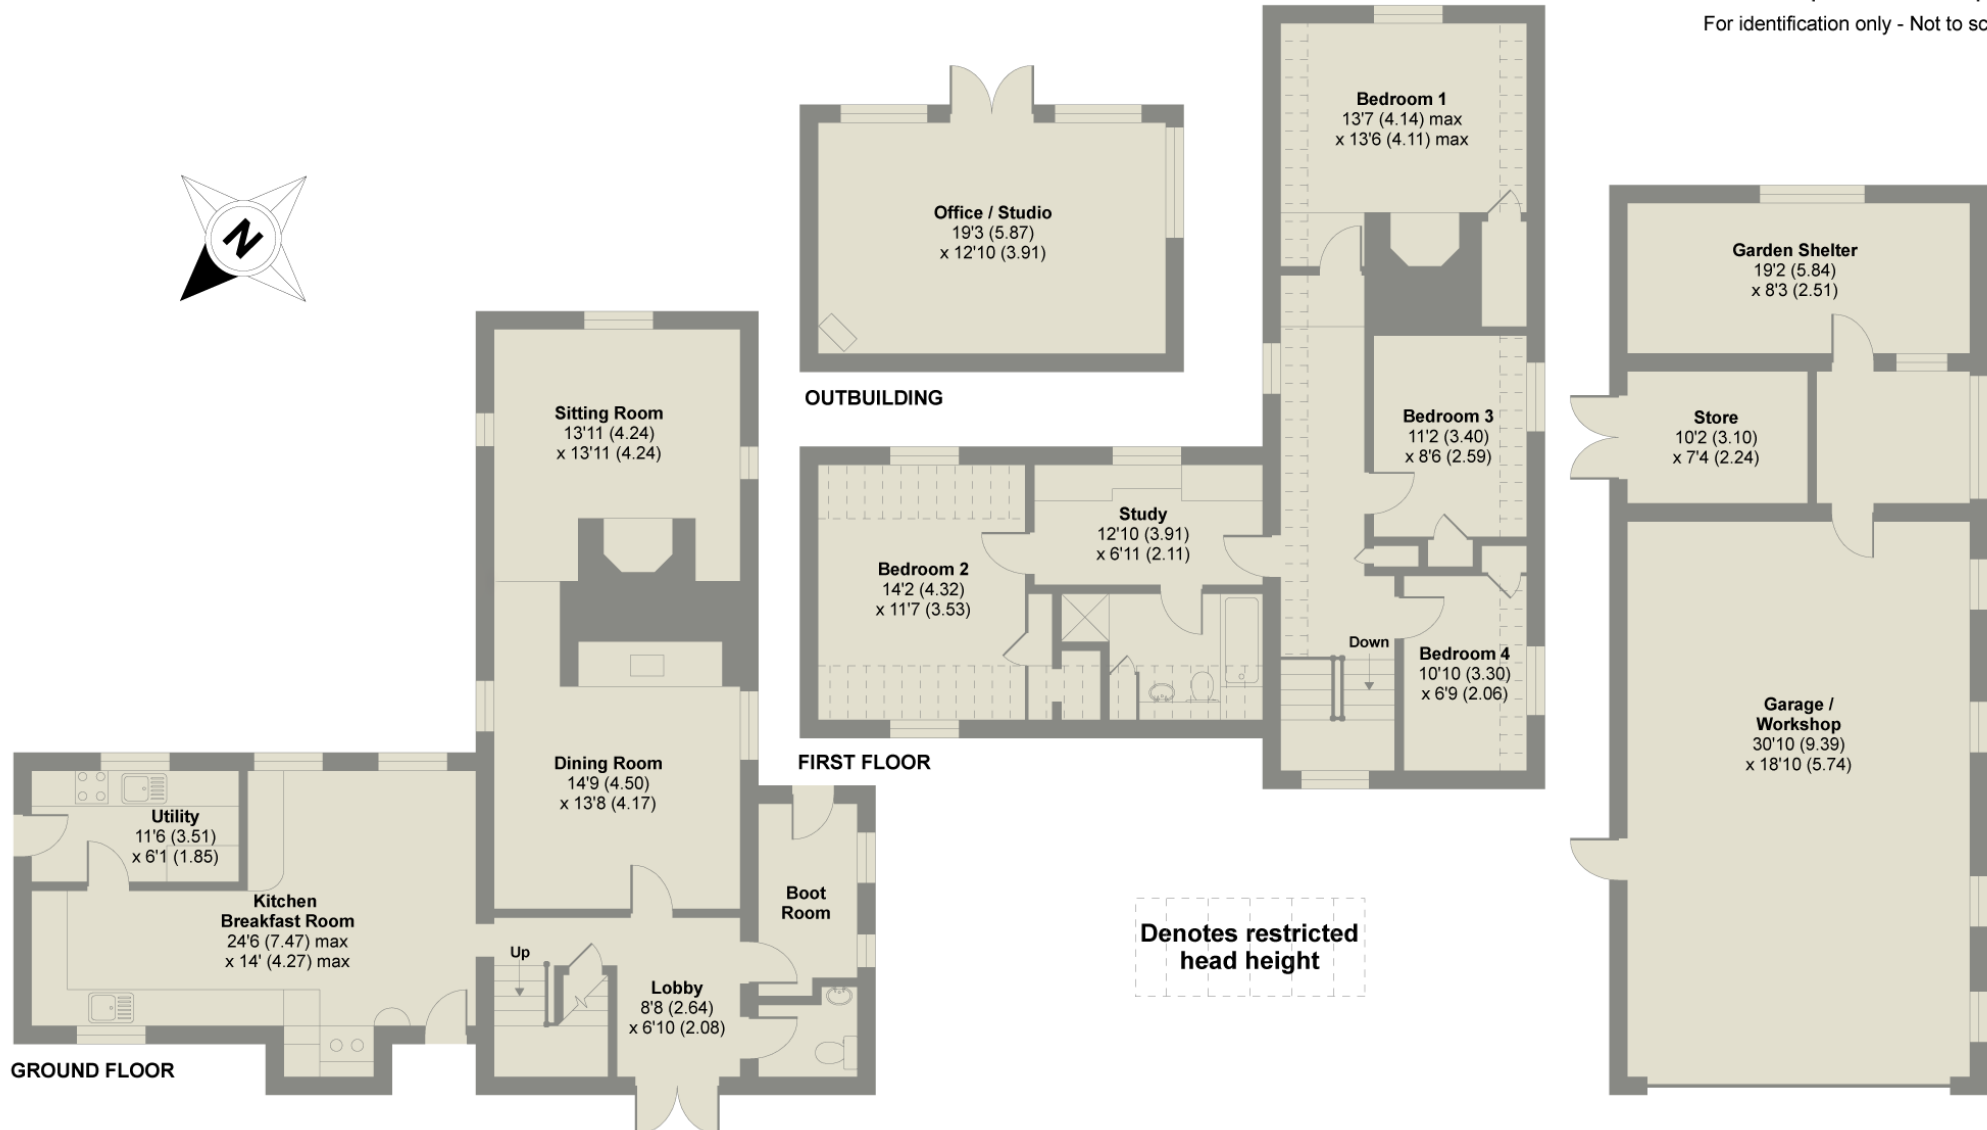 For identification only - Not to sc
N
Office / Studio
19'3 (5.87)
x 12'10 (3.91)
OUTBUILDING
Bedroom 1
13'7 (4.14) max
x 13'6 (4.11) max
Bedroom 3
11'2 (3.40)
x 8'6 (2.59)
Study
12'10 (3.91)
x 6'11 (2.11)
Bedroom 2
14'2 (4.32)
x 11'7 (3.53)
Down
Bedroom 4
10'10 (3.30)
x 6'9 (2.06)
FIRST FLOOR
Garden Shelter
19'2 (5.84)
x 8'3 (2.51)
Store
10'2 (3.10)
x 7'4 (2.24)
Garage /
Workshop
30'10 (9.39)
x 18'10 (5.74)
Sitting Room
13'11 (4.24)
x 13'11 (4.24)
Dining Room
14'9 (4.50)
x 13'8 (4.17)
Utility
11'6 (3.51)
x 6'1 (1.85)
Kitchen
Breakfast Room
24'6 (7.47) max
x 14' (4.27) max
Boot
Room
Up
Lobby
8'8 (2.64)
x 6'10 (2.08)
GROUND FLOOR
Denotes restricted
head height